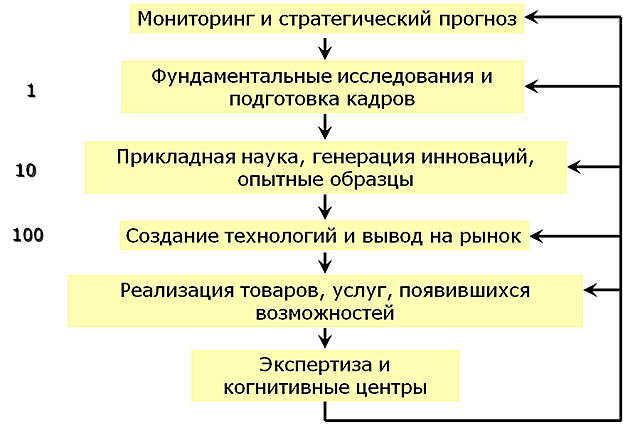 Мониторинг и стратегический прогноз
1
Фундаментальные исследования и
подготовка кадров
10
Прикладная наука, генерация инноваций,
опытные образцы
100
Создание технологий и вывод на рынок
Реализация товаров, услуг, появившихся
возможностей
Экспертиза и
когнитивные центры